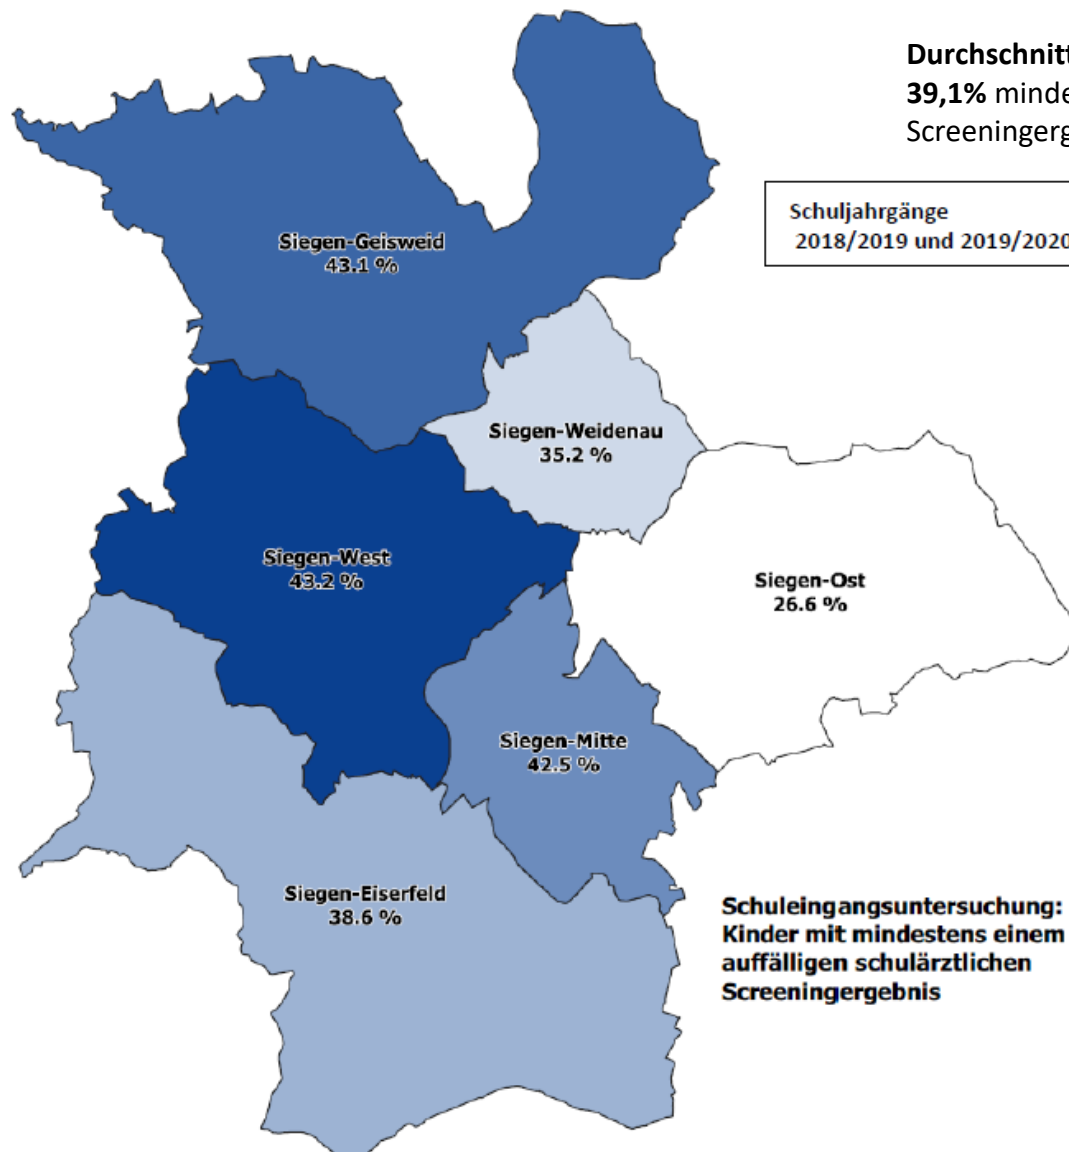 Durchschnitt
39,1% minde
Screeningerg
Schuljahrgänge
2018/2019 und 2019/2020
Siegen-Geisweid
43.1 %
Siegen-Weidenau
35.2 %
Siegen-West
43.2 %
Siegen-Ost
26.6 %
Siegen-Mitte
42.5 %
Siegen-Eiserfeld
38.6 %
Schuleingangsuntersuchung:
Kinder mit mindestens einem
auffälligen schulärztlichen
Screeningergebnis